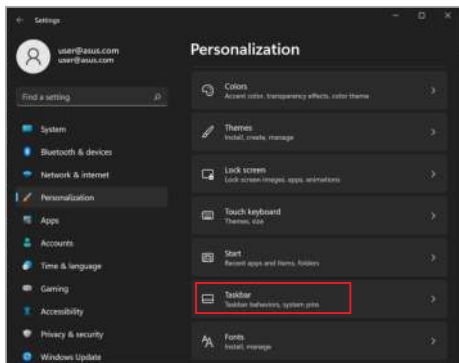 Settings
user@asus.com
user@asus.com
Find a setting
System
Bluetooth & devices
Network & internet
Personalization
Apps
Accounts
Time & language
Gaming
Accessibility
Privacy & security
Windows Update
Personalization
Colors
Accent color, transparency effects, color theme
Themes
Install, create, manage
Lock screen
Lock screen images, apps, animations
Touch keyboard
Themes, size
Start
Recent apps and items, folders
Taskbar
Taskbar behaviors, system pins
Fonts
Install, manage